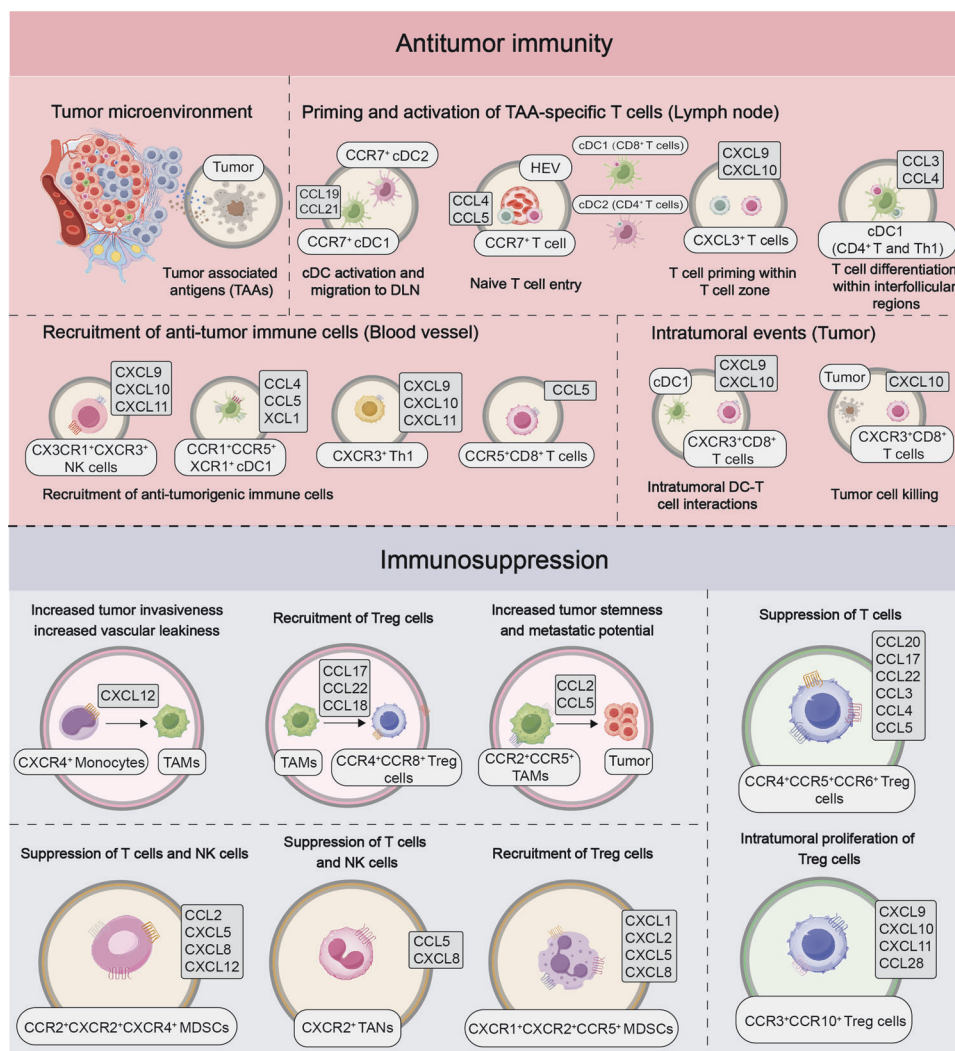 Antitumor immunity
Tumor microenvironment
Tumor
Tumor associated
antigens (TAAs)
Priming and activation of TAA-specific T cells (Lymph node)
CCR7⁺ cDC2
CCL19
CCL21
CCR7⁺ cDC1
cDC activation and
migration to DLN
HEV
CCL4
CCL5
CCR7⁺ T cell
Naive T cell entry
cDC1 (CD8⁺ T cells)
cDC2 (CD4⁺ T cells)
CXCL9
CXCL10
CXCL3⁺ T cells
T cell priming within
T cell zone
CCL3
CCL4
cDC1
(CD4⁺ T and Th1)
T cell differentiation
within interfollicular
regions
Recruitment of anti-tumor immune cells (Blood vessel)
CXCL9
CXCL10
CXCL11
CX3CR1⁺CXCR3⁺
NK cells
CCL4
CCL5
XCL1
CCR1⁺CCR5⁺
XCR1⁺ cDC1
CXCL9
CXCL10
CXCL11
CXCR3⁺ Th1
CCL5
CCR5⁺CD8⁺ T cells
Recruitment of anti-tumorigenic immune cells
Intratumoral events (Tumor)
cDC1
CXCL9
CXCL10
CXCR3⁺CD8⁺
T cells
Intratumoral DC-T
cell interactions
Tumor
CXCL10
CXCR3⁺CD8⁺
T cells
Tumor cell killing
Immunosuppression
Increased tumor invasiveness
increased vascular leakiness
CXCL12
CXCR4⁺ Monocytes
TAMs
Recruitment of Treg cells
CCL17
CCL22
CCL18
TAMs
CCR4⁺CCR8⁺ Treg
cells
Increased tumor stemness
and metastatic potential
CCL2
CCL5
CCR2⁺CCR5⁺
TAMs
Tumor
Suppression of T cells
CCL20
CCL17
CCL22
CCL3
CCL4
CCL5
CCR4⁺CCR5⁺CCR6⁺ Treg
cells
Suppression of T cells and NK cells
CCL2
CXCL5
CXCL8
CXCL12
CCR2⁺CXCR2⁺CXCR4⁺ MDSCs
Suppression of T cells
and NK cells
CCL5
CXCL8
CXCR2⁺ TANs
Recruitment of Treg cells
CXCL1
CXCL2
CXCL5
CXCL8
CXCR1⁺CXCR2⁺CCR5⁺ MDSCs
Intratumoral proliferation of
Treg cells
CXCL9
CXCL10
CXCL11
CCL28
CCR3⁺CCR10⁺ Treg cells